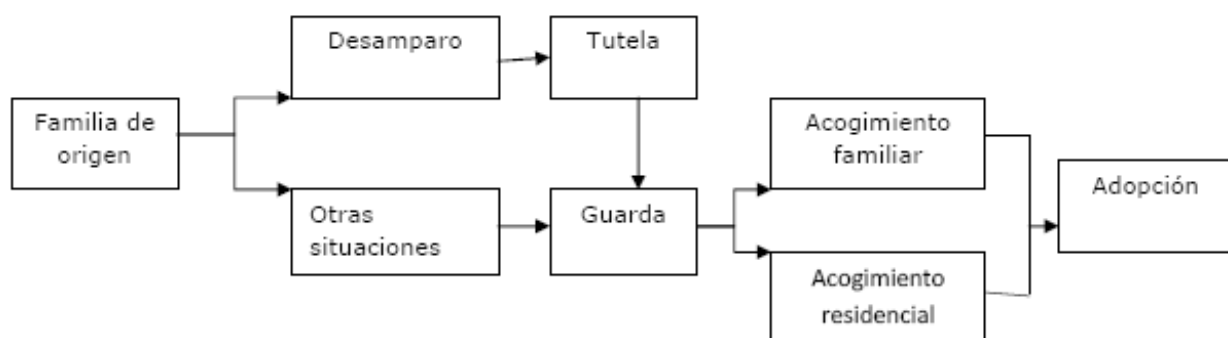 Desamparo
Tutela
Familia de
origen
Acogimiento
familiar
Adopción
Otras
situaciones
Guarda
Acogimiento
residencial